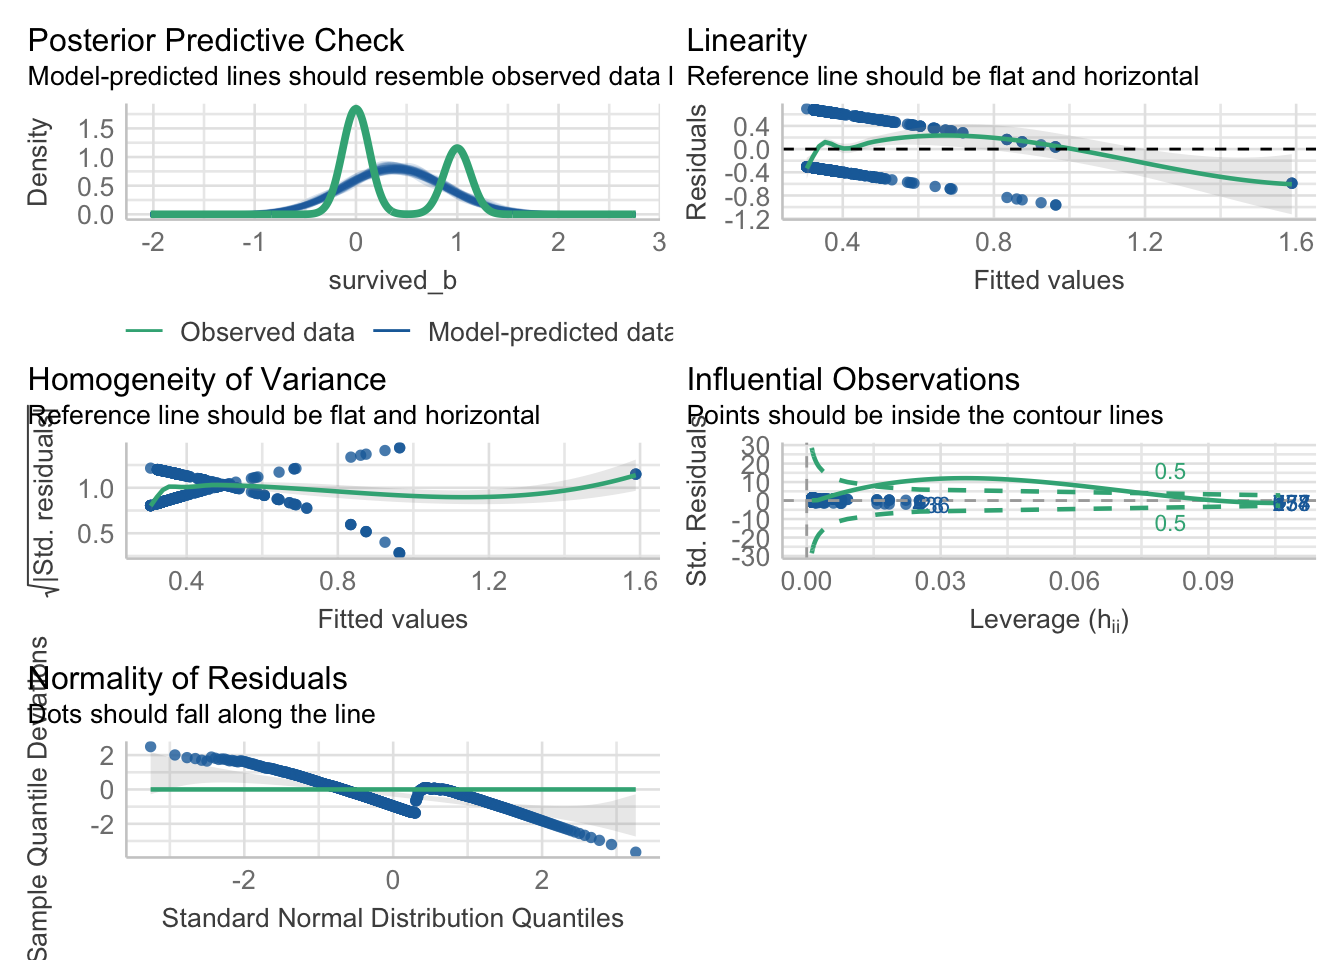 Posterior Predictive Check
Model-predicted lines should resemble observed data l
Density
1.5
1.0
0.5
0.0
-2 -1 0 1 2 3
survived_b
Observed data Model-predicted data
Linearity
Reference line should be flat and horizontal
Residuals
0.4
0.0
-0.4
-0.8
-1.2
0.4 0.8 1.2 1.6
Fitted values
Homogeneity of Variance
Reference line should be flat and horizontal
√|Std. residuals|
1.0
0.5
0.4 0.8 1.2 1.6
Fitted values
Influential Observations
Points should be inside the contour lines
Std. Residuals
30
20
10
0
-10
-20
-30
0.5
0.5
0.00 0.03 0.06 0.09
Leverage (hii)
Normality of Residuals
Dots should fall along the line
Sample Quantile Deviations
2
0
-2
-2 0 2
Standard Normal Distribution Quantiles